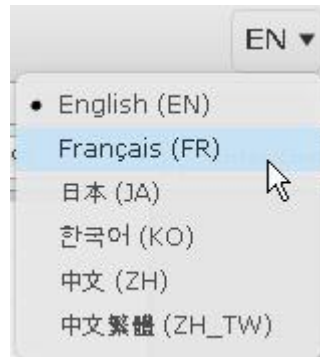 EN ▼
• English (EN)
Français (FR)
日本 (JA)
한국어 (KO)
中文 (ZH)
中文繁體 (ZH_TW)